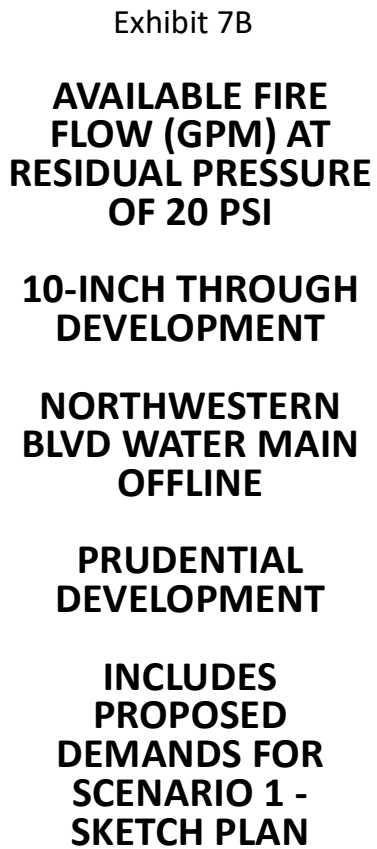 Exhibit 7B
AVAILABLE FIRE
FLOW (GPM) AT
RESIDUAL PRESSURE
OF 20 PSI
10-INCH THROUGH
DEVELOPMENT
NORTHWESTERN
BLVD WATER MAIN
OFFLINE
PRUDENTIAL
DEVELOPMENT
INCLUDES
PROPOSED
DEMANDS FOR
SCENARIO 1 -
SKETCH PLAN